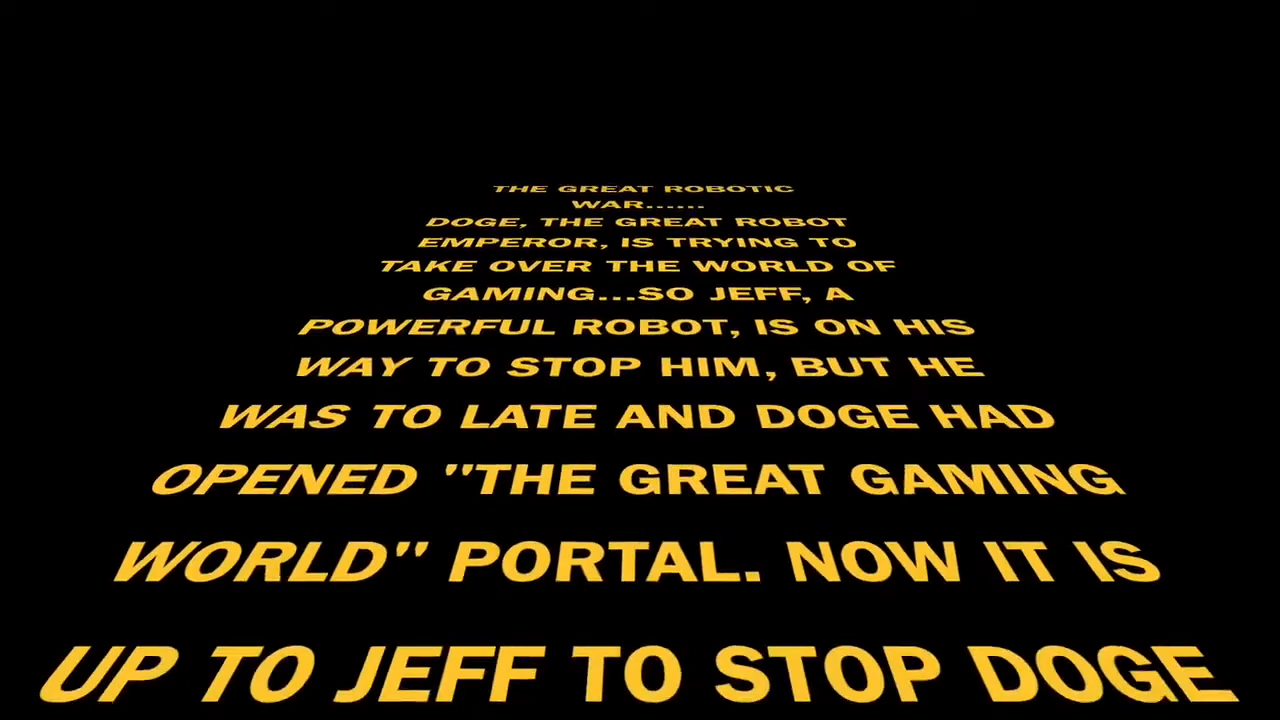 THE GREAT ROBOTIC
WAR......
DOGE, THE GREAT ROBOT
EMPEROR, IS TRYING TO
TAKE OVER THE WORLD OF
GAMING...SO JEFF, A
POWERFUL ROBOT, IS ON HIS
WAY TO STOP HIM, BUT HE
WAS TO LATE AND DOGE HAD
OPENED "THE GREAT GAMING
WORLD" PORTAL. NOW IT IS
UP TO JEFF TO STOP DOGE